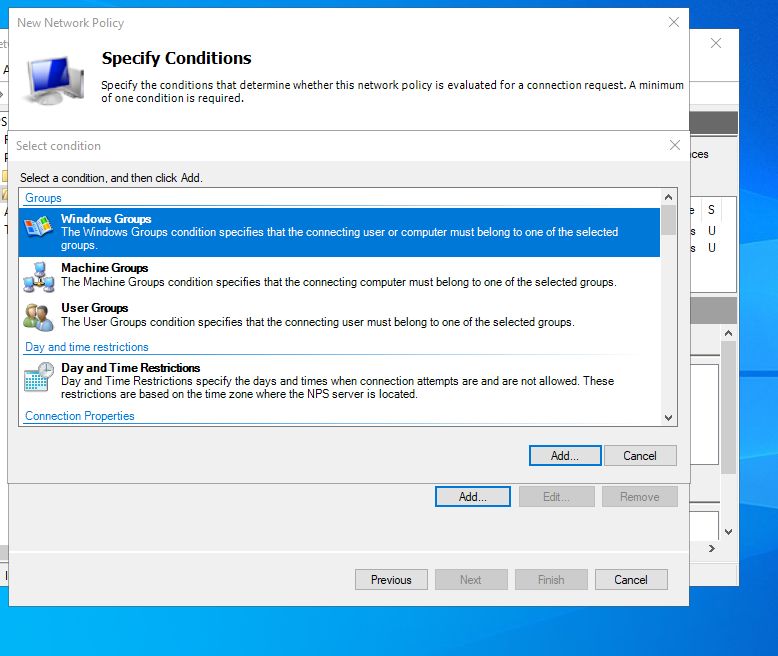 New Network Policy
Specify Conditions
Specify the conditions that determine whether this network policy is evaluated for a connection request. A minimum
of one condition is required.
Select condition
Select a condition, and then click Add.
Groups
Windows Groups
The Windows Groups condition specifies that the connecting user or computer must belong to one of the selected
groups.
Machine Groups
The Machine Groups condition specifies that the connecting computer must belong to one of the selected groups.
User Groups
The User Groups condition specifies that the connecting user must belong to one of the selected groups.
Day and time restrictions
Day and Time Restrictions
Day and Time Restrictions specify the days and times when connection attempts are and are not allowed. These
restrictions are based on the time zone where the NPS server is located.
Connection Properties
Add... Cancel
Add... Edit... Remove
Previous Next Finish Cancel